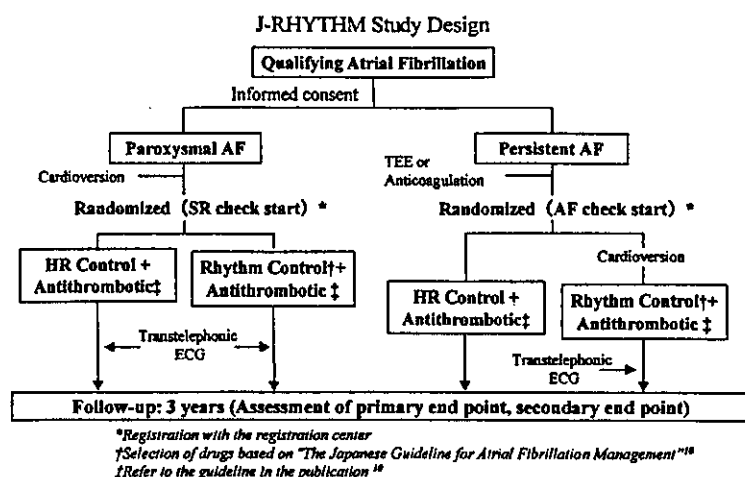 J-RHYTHM Study Design
Qualifying Atrial Fibrillation
Informed consent
Paroxysmal AF
Persistent AF
Cardioversion
TEE or
Anticoagulation
Randomized (SR check start) *
Randomized (AF check start) *
HR Control +
Antithrombotic‡
Rhythm Control†+
Antithrombotic ‡
Cardioversion
HR Control +
Antithrombotic‡
Rhythm Control†+
Antithrombotic ‡
Transtelephonic
ECG
Transtelephonic
ECG
Follow-up: 3 years (Assessment of primary end point, secondary end point)
*Registration with the registration center
†Selection of drugs based on "The Japanese Guideline for Atrial Fibrillation Management"¹⁸
‡Refer to the guideline in the publication ¹⁸